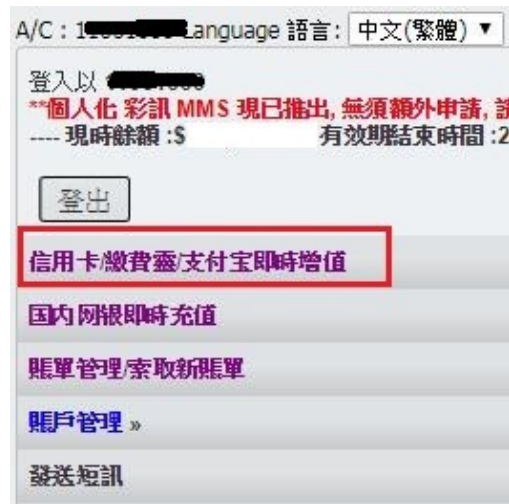 A/C : 1 Language 語言: 中文(繁體) ▼
登入以
**個人化 彩訊 MMS 現已推出, 無須額外申請,
---- 現時餘額 :$ 有效期結束時間 :2
登出
信用卡/繳費靈/支付宝即時增值
国内网银即時充值
賬單管理/索取新賬單
賬戶管理 »
發送短訊